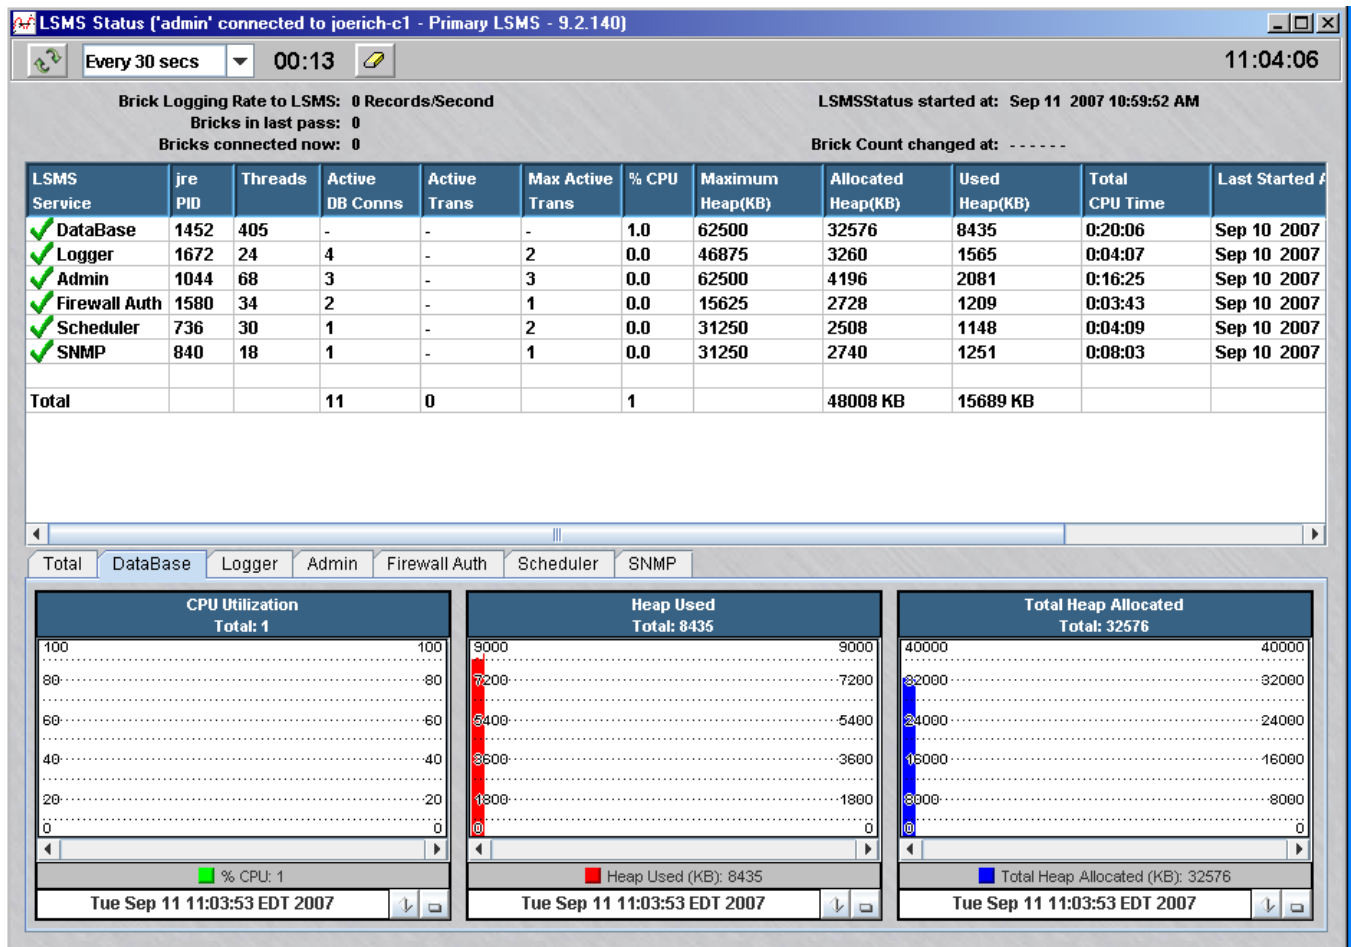 LSMS Status ('admin' connected to joerich-c1 - Primary LSMS - 9.2.140)
Every 30 secs 00:13 11:04:06
Brick Logging Rate to LSMS: 0 Records/Second LSMSStatus started at: Sep 11 2007 10:59:52 AM
Bricks in last pass: 0
Bricks connected now: 0 Brick Count changed at: - - - - - -
LSMS jre Threads Active Active Max Active % CPU Maximum Allocated Used Total Last Started
Service PID DB Conns Trans Trans Heap(KB) Heap(KB) Heap(KB) CPU Time
DataBase 1452 405 - - - 1.0 62500 32576 8435 0:20:06 Sep 10 2007
Logger 1672 24 4 - 2 0.0 46875 3260 1565 0:04:07 Sep 10 2007
Admin 1044 68 3 - 3 0.0 62500 4196 2081 0:16:25 Sep 10 2007
Firewall Auth 1580 34 2 - 1 0.0 15625 2728 1209 0:03:43 Sep 10 2007
Scheduler 736 30 1 - 2 0.0 31250 2508 1148 0:04:09 Sep 10 2007
SNMP 840 18 1 - 1 0.0 31250 2740 1251 0:08:03 Sep 10 2007
Total 11 0 1 48008 KB 15689 KB
Total DataBase Logger Admin Firewall Auth Scheduler SNMP
CPU Utilization Heap Used Total Heap Allocated
Total: 1 Total: 8435 Total: 32576
100 100 9000 9000 40000 40000
80 80 7200 7200 32000 32000
60 60 5400 5400 24000 24000
40 40 3600 3600 16000 16000
20 20 1800 1800 8000 8000
0 0 0 0 0 0
% CPU: 1 Heap Used (KB): 8435 Total Heap Allocated (KB): 32576
Tue Sep 11 11:03:53 EDT 2007 Tue Sep 11 11:03:53 EDT 2007 Tue Sep 11 11:03:53 EDT 2007